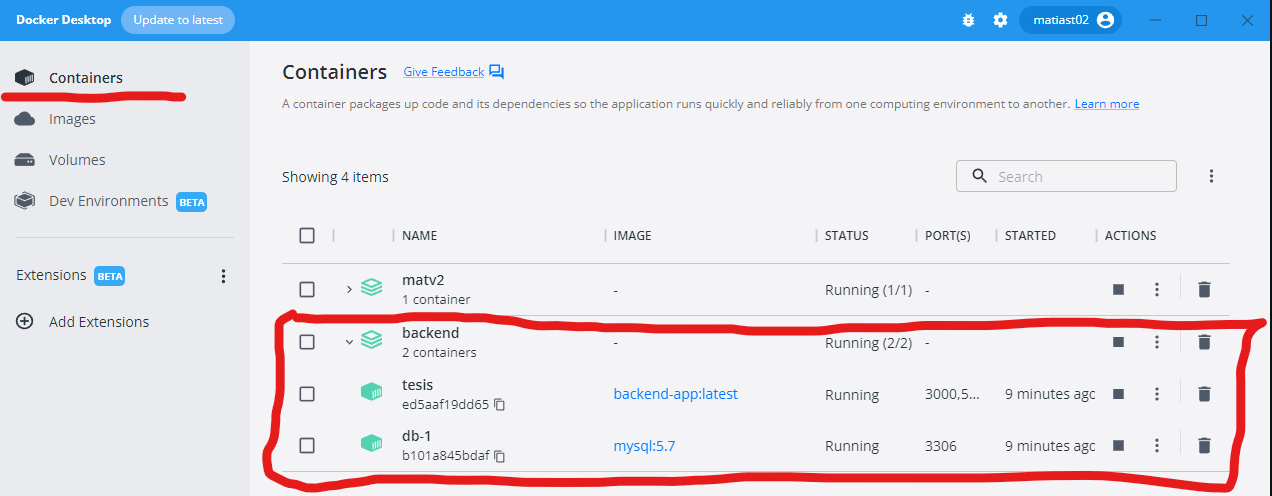 Docker Desktop Update to latest matiast02
Containers
Images
Volumes
Dev Environments BETA
Extensions BETA
Add Extensions
Containers Give Feedback
A container packages up code and its dependencies so the application runs quickly and reliably from one computing environment to another. Learn more
Showing 4 items Search
NAME IMAGE STATUS PORT(S) STARTED ACTIONS
matv2
1 container - Running (1/1) -
backend
2 containers - Running (2/2) -
tesis
ed5aaf19dd65 backend-app:latest Running 3000,5... 9 minutes ago
db-1
b101a845bdaf mysql:5.7 Running 3306 9 minutes ago